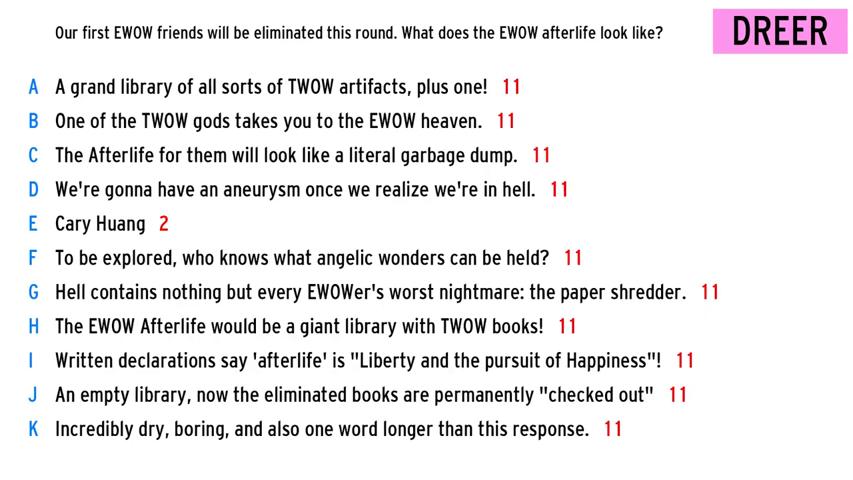 Our first EWOW friends will be eliminated this round. What does the EWOW afterlife look like?
DREER
A A grand library of all sorts of TWOW artifacts, plus one! 11
B One of the TWOW gods takes you to the EWOW heaven. 11
C The Afterlife for them will look like a literal garbage dump. 11
D We're gonna have an aneurysm once we realize we're in hell. 11
E Cary Huang 2
F To be explored, who knows what angelic wonders can be held? 11
G Hell contains nothing but every EWOWer's worst nightmare: the paper shredder. 11
H The EWOW Afterlife would be a giant library with TWOW books! 11
I Written declarations say 'afterlife' is "Liberty and the pursuit of Happiness"! 11
J An empty library, now the eliminated books are permanently "checked out" 11
K Incredibly dry, boring, and also one word longer than this response. 11